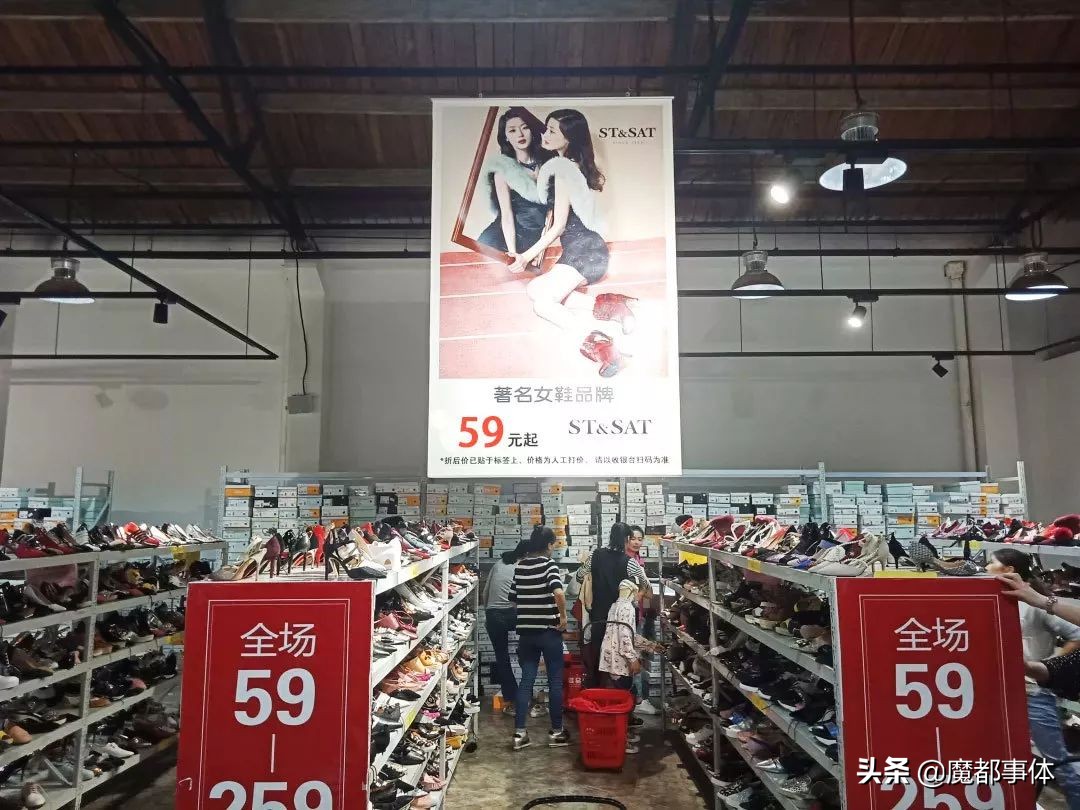 ST&SAT
著名女鞋品牌
59元起
ST&SAT
*折后价已贴于标签上、价格为人工打价、请以收银台扫码为准
全场
59
259
全场
59
259
头条 @魔都事体